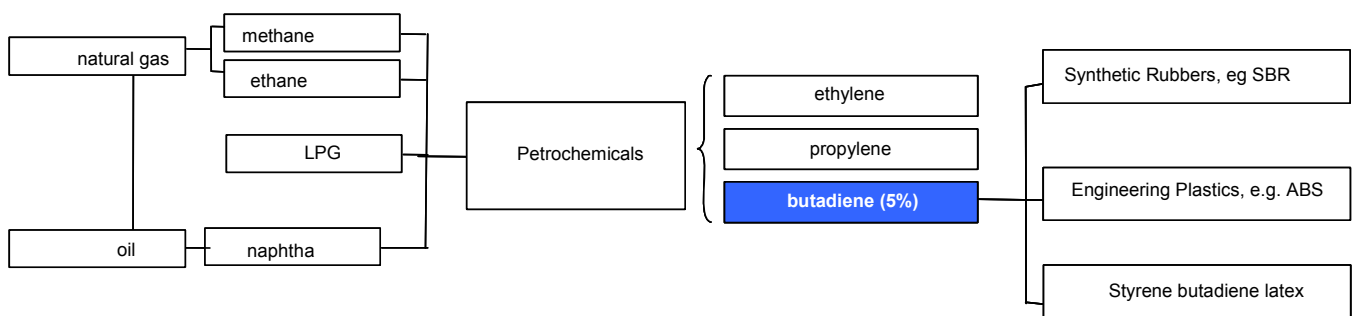 natural gas
methane
ethane
LPG
oil
naphtha
Petrochemicals
ethylene
propylene
butadiene (5%)
Synthetic Rubbers, eg SBR
Engineering Plastics, e.g. ABS
Styrene butadiene latex